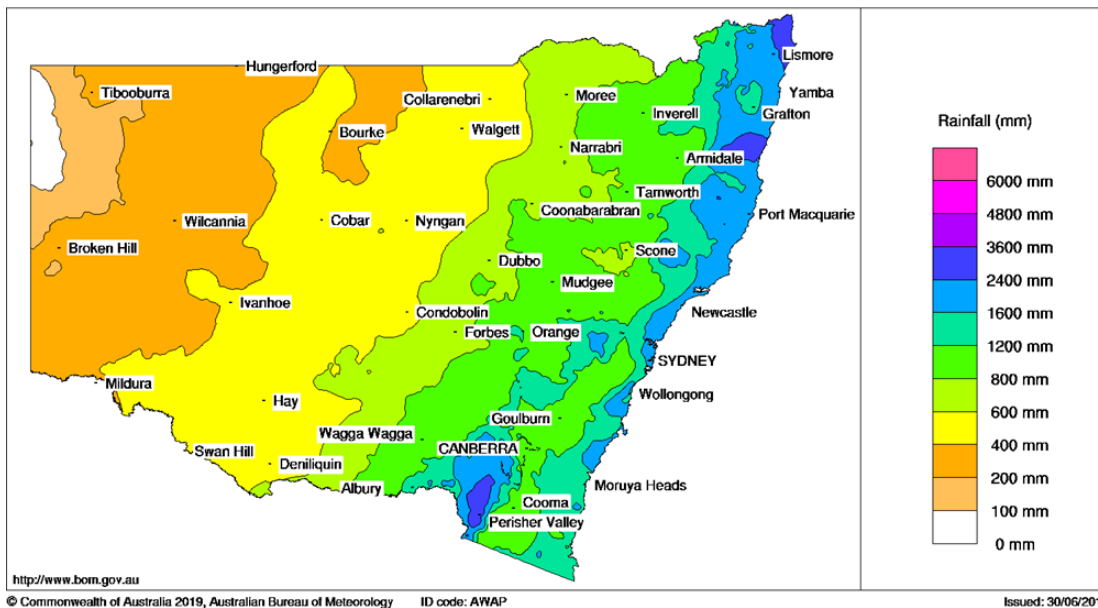 Lismore
Hungerford
Tibooburra
Yamba
Collarenebri
Moree
Grafton
Inverell
Bourke
Walgett
Narrabri
Armidale
Tamworth
Coonabarabran
Port Macquarie
Wilcannia
Cobar
Nyngan
Broken Hill
Scone
Dubbo
Mudgee
Ivanhoe
Condobolin
Newcastle
Forbes
Orange
SYDNEY
Mildura
Wollongong
Hay
Goulburn
Wagga Wagga
CANBERRA
Swan Hill
Deniliquin
Albury
Moruya Heads
Cooma
Perisher Valley
Rainfall (mm)
6000 mm
4800 mm
3600 mm
2400 mm
1600 mm
1200 mm
800 mm
600 mm
400 mm
200 mm
100 mm
0 mm
http://www.bom.gov.au
© Commonwealth of Australia 2019, Australian Bureau of Meteorology ID code: AWAP Issued: 30/06/201